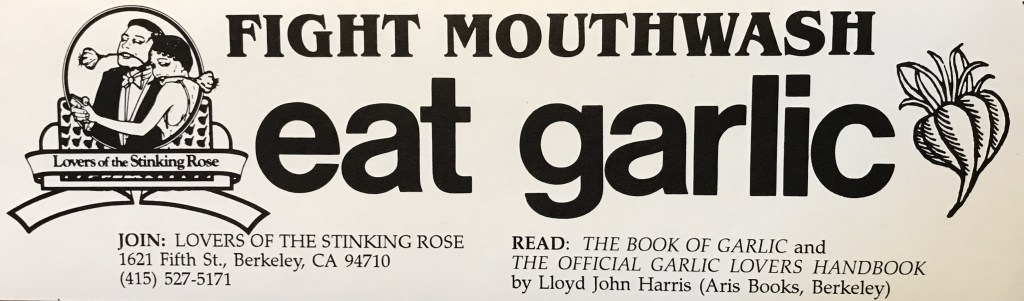 FIGHT MOUTHWASH
eat garlic
Lovers of the Stinking Rose
JOIN: LOVERS OF THE STINKING ROSE
1621 Fifth St., Berkeley, CA 94710
(415) 527-5171
READ: THE BOOK OF GARLIC and
THE OFFICIAL GARLIC LOVERS HANDBOOK
by Lloyd John Harris (Aris Books, Berkeley)